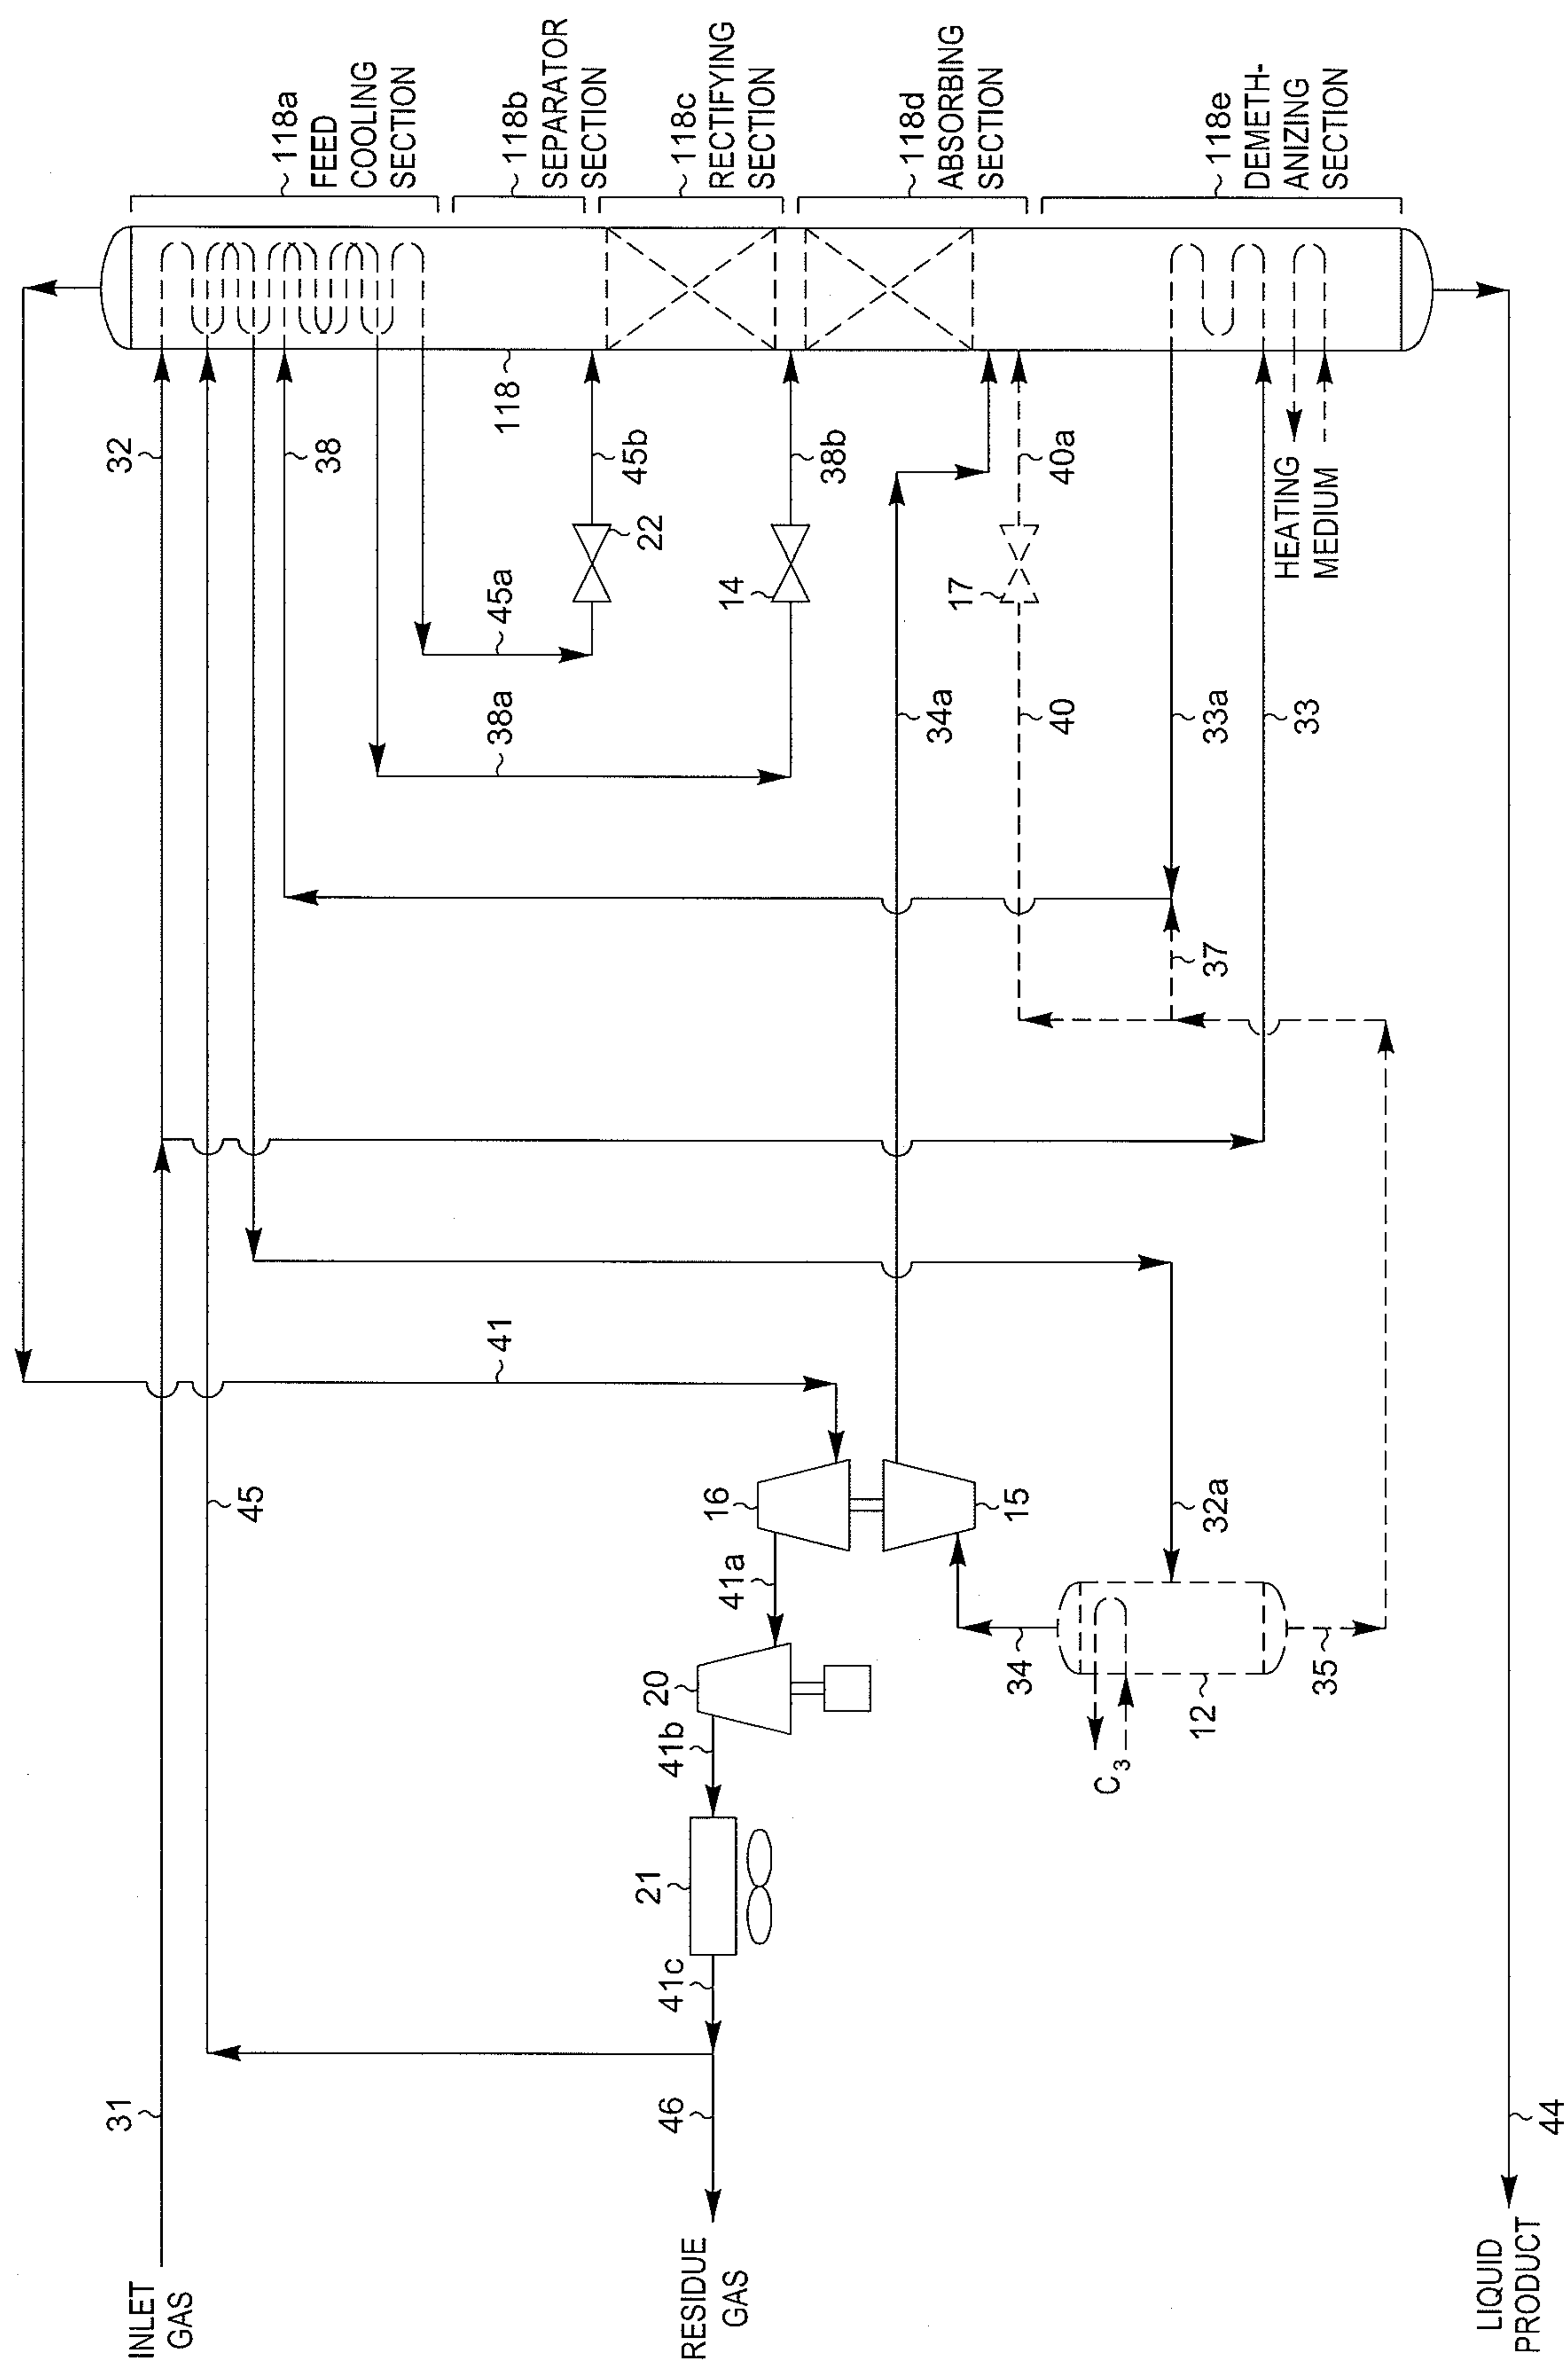 INLET
GAS
31
32
45
41
38
118
118a
FEED
COOLING
SECTION
118b
SEPARATOR
SECTION
118c
RECTIFYING
SECTION
118d
ABSORBING
SECTION
118e
DEMETH-
ANIZING
SECTION
45a
45b
22
38a
38b
14
34a
40
40a
17
33a
33
37
HEATING
MEDIUM
16
15
41a
20
41b
21
41c
46
RESIDUE
GAS
32a
34
35
12
C3
44
LIQUID
PRODUCT